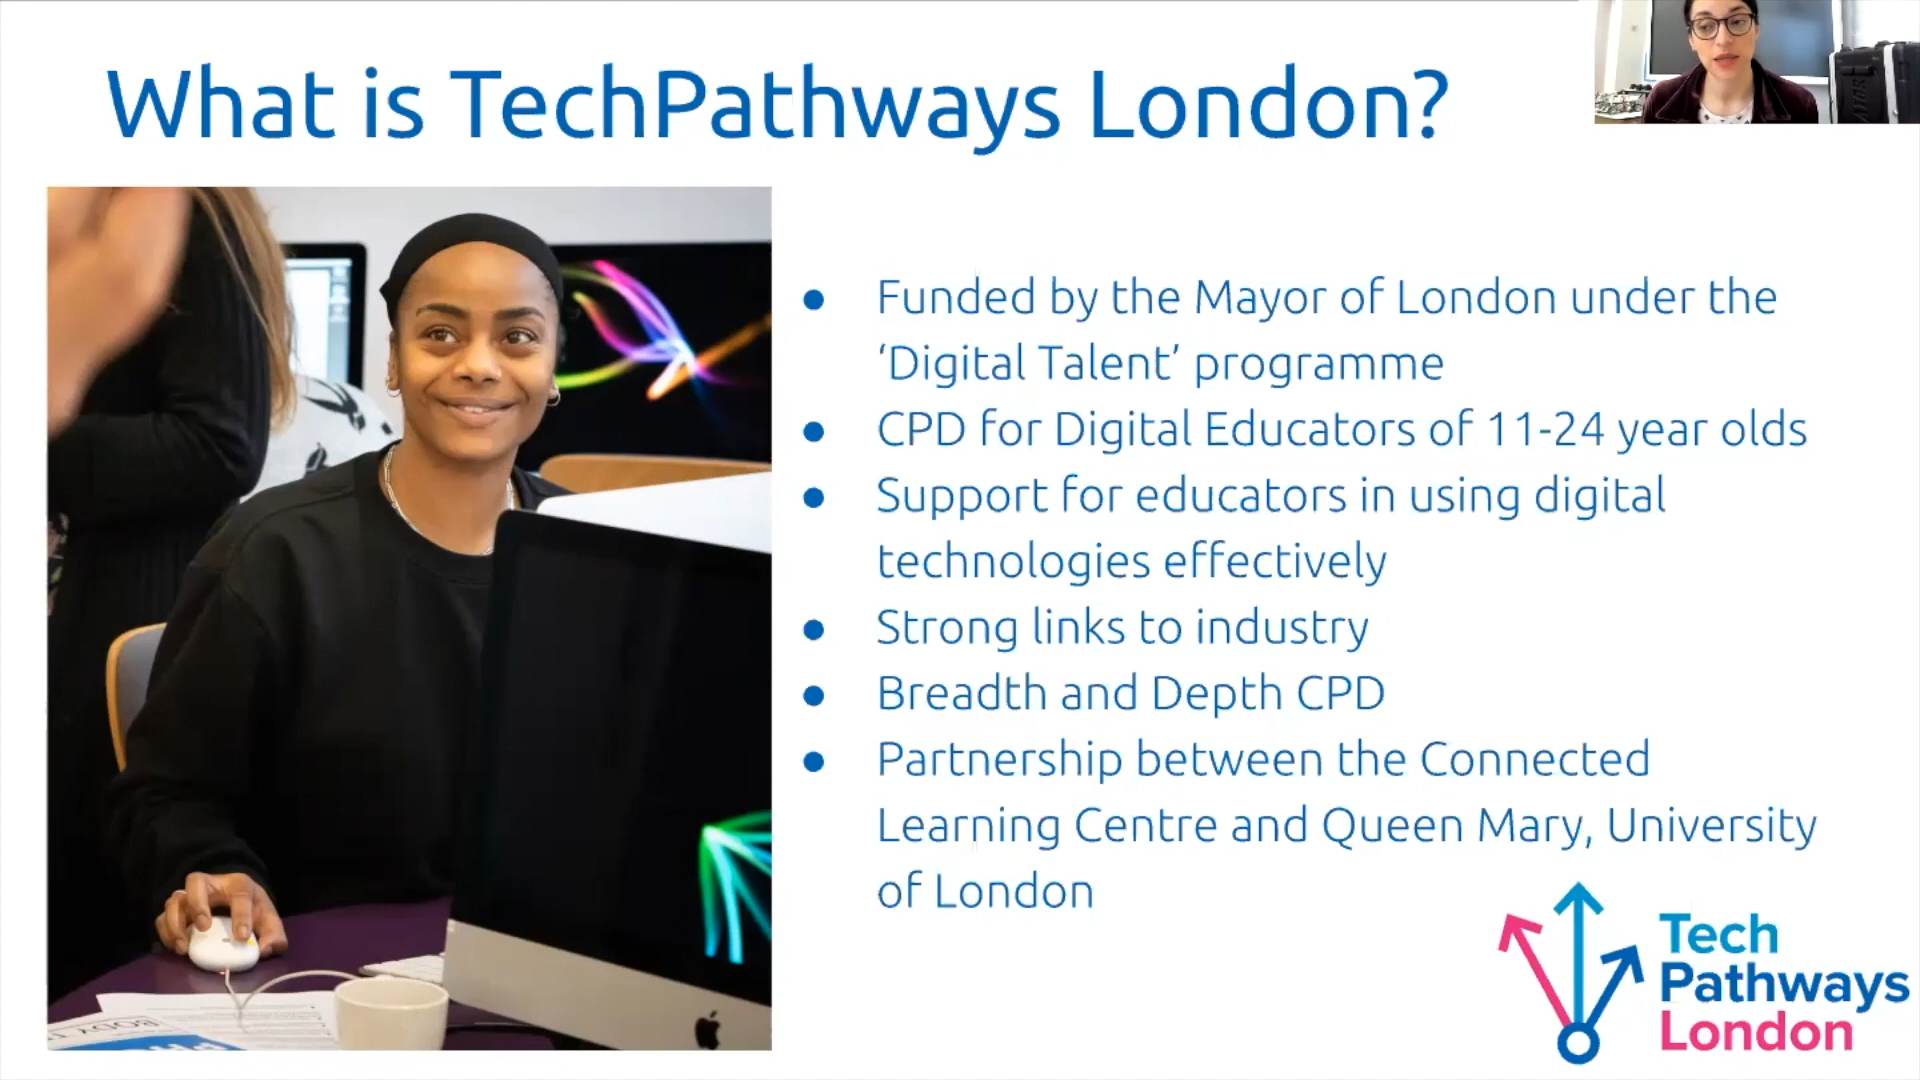 What is TechPathways London?
● Funded by the Mayor of London under the
‘Digital Talent’ programme
● CPD for Digital Educators of 11-24 year olds
● Support for educators in using digital
technologies effectively
● Strong links to industry
● Breadth and Depth CPD
● Partnership between the Connected
Learning Centre and Queen Mary, University
of London
Tech
Pathways
London